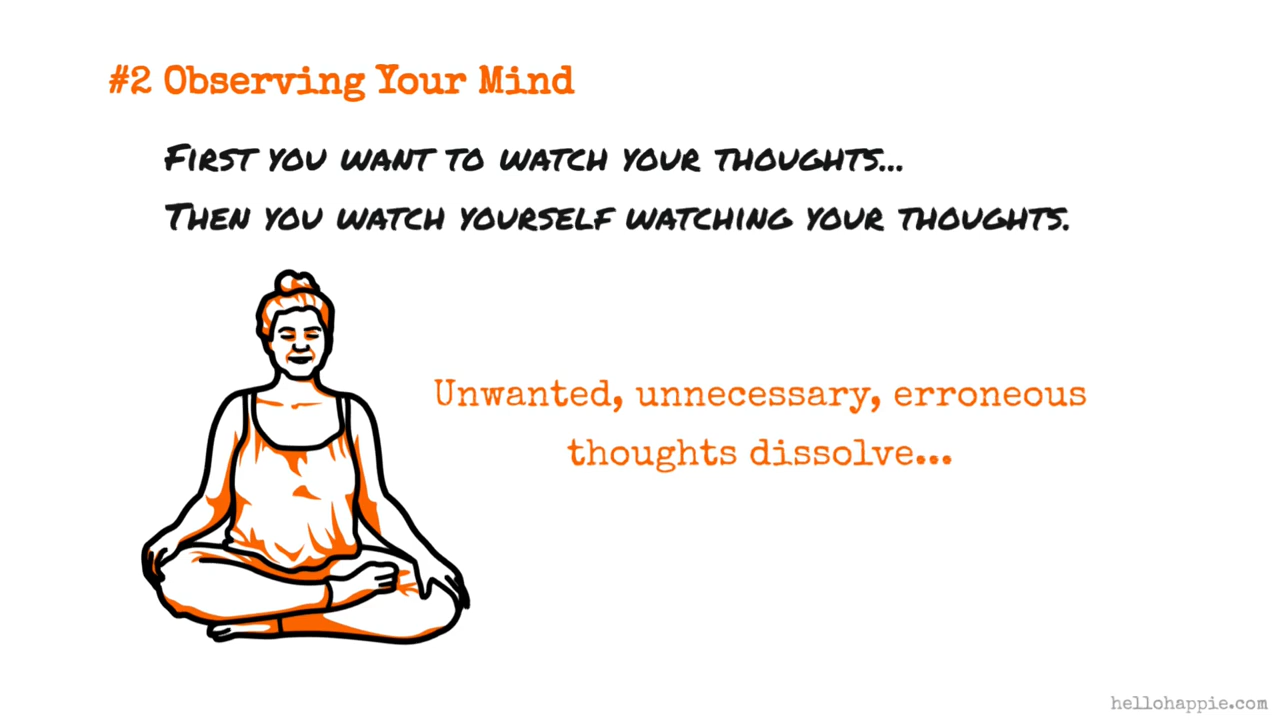 #2 Observing Your Mind
First you want to watch your thoughts...
Then you watch yourself watching your thoughts.
Unwanted, unnecessary, erroneous
thoughts dissolve...
hellohappie.com